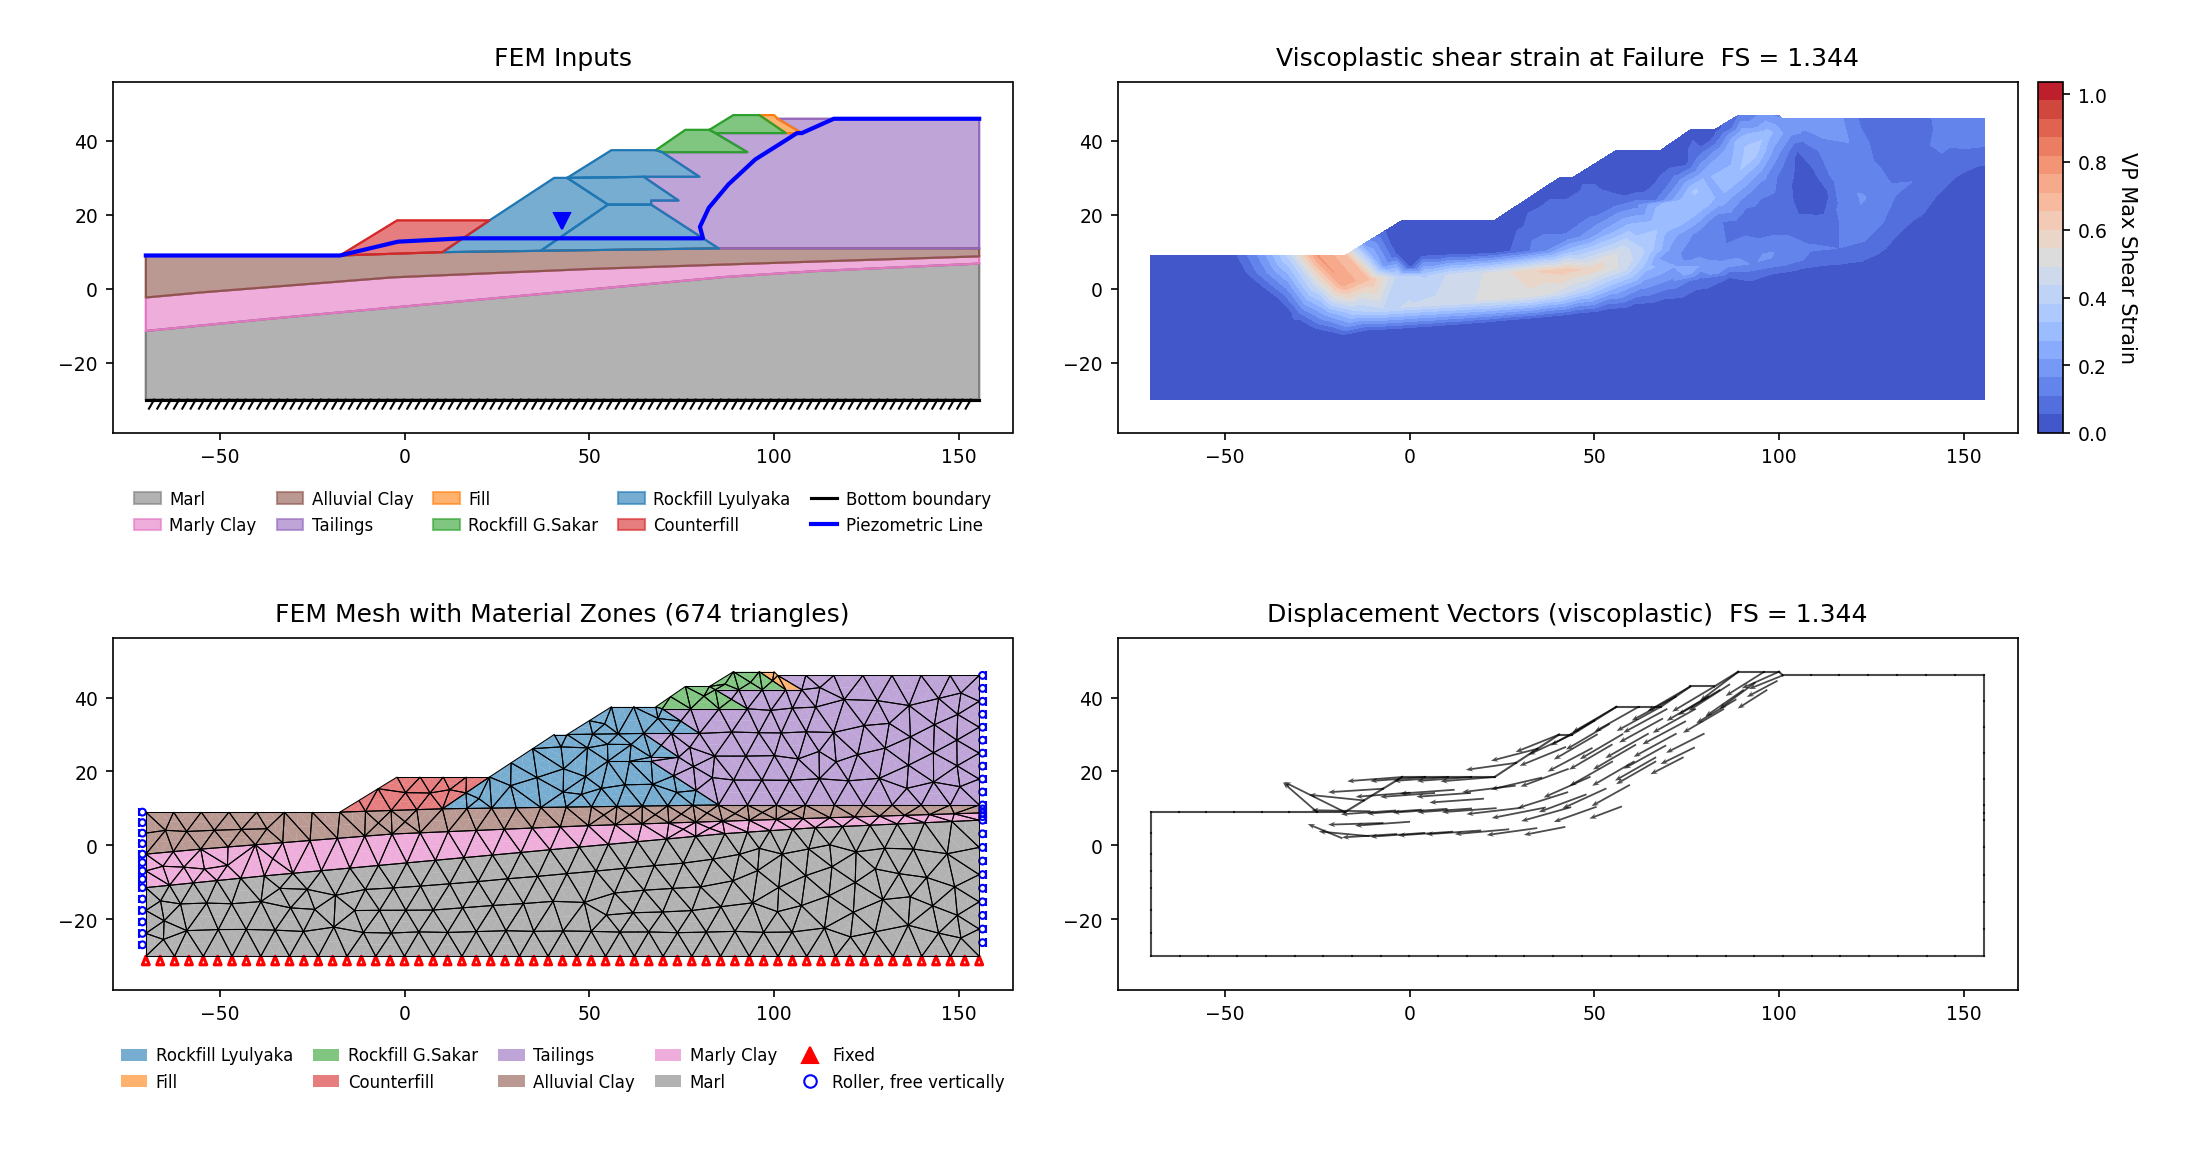 FEM Inputs
40
20
0
−20
−50 0 50 100 150
Marl Alluvial Clay Fill Rockfill Lyulyaka Bottom boundary
Marly Clay Tailings Rockfill G.Sakar Counterfill Piezometric Line
Viscoplastic shear strain at Failure FS = 1.344
40
20
0
−20
−50 0 50 100 150
1.0
0.8
0.6
0.4
0.2
0.0
VP Max Shear Strain
FEM Mesh with Material Zones (674 triangles)
40
20
0
−20
−50 0 50 100 150
Rockfill Lyulyaka Rockfill G.Sakar Tailings Marly Clay Fixed
Fill Counterfill Alluvial Clay Marl Roller, free vertically
Displacement Vectors (viscoplastic) FS = 1.344
40
20
0
−20
−50 0 50 100 150